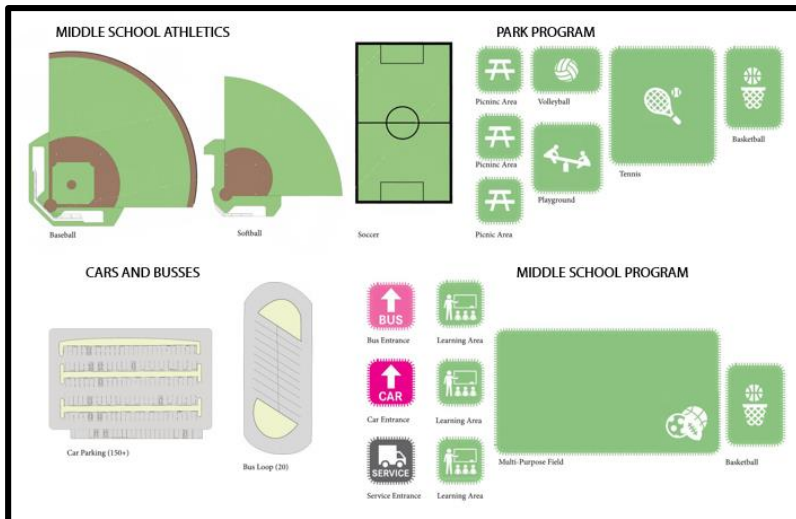 MIDDLE SCHOOL ATHLETICS
PARK PROGRAM
Picninc Area
Volleyball
Picninc Area
Basketball
Tennis
Playground
Baseball
Softball
Soccer
Picnic Area
CARS AND BUSSES
MIDDLE SCHOOL PROGRAM
BUS
Bus Entrance
Learning Area
CAR
Car Entrance
Learning Area
Car Parking (150+)
Bus Loop (20)
SERVICE
Service Entrance
Learning Area
Multi-Purpose Field
Basketball